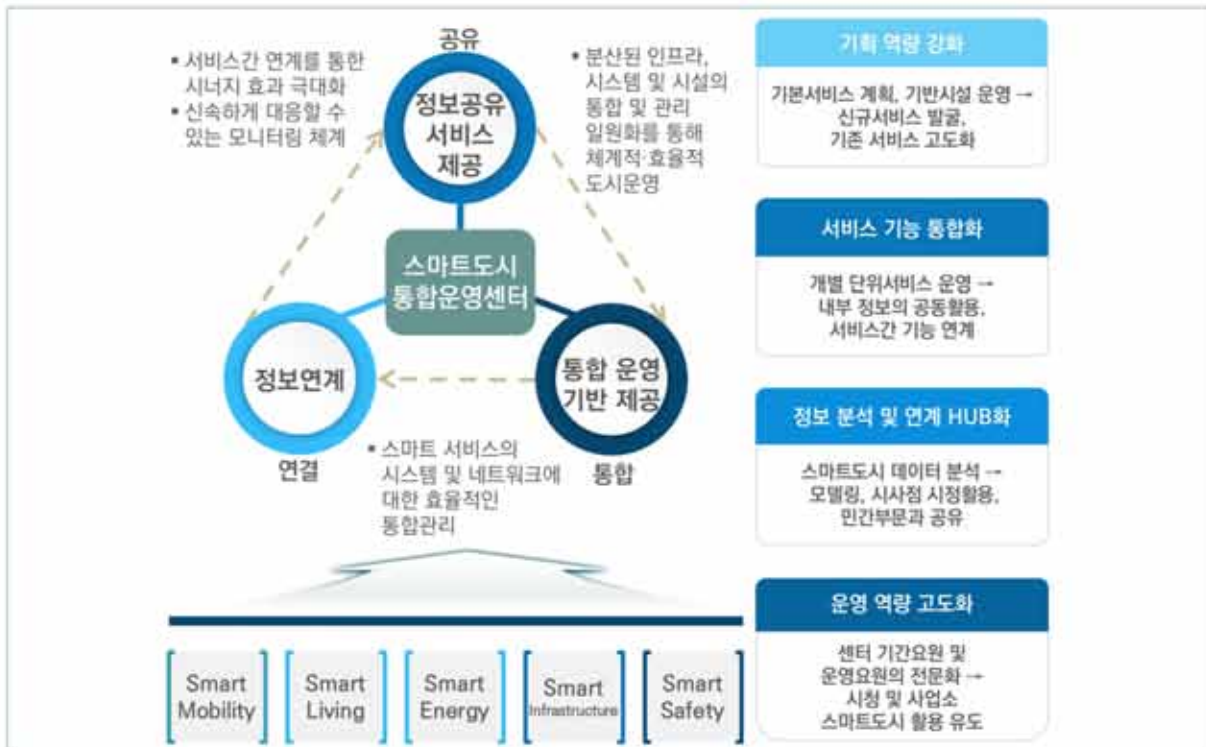 공유
정보공유
서비스
제공
▪ 서비스간 연계를 통한
시너지 효과 극대화
▪ 신속하게 대응할 수
있는 모니터링 체계
▪ 분산된 인프라,
시스템 및 시설의
통합 및 관리
일원화를 통해
체계적·효율적
도시운영
스마트도시
통합운영센터
정보연계
연결
통합 운영
기반 제공
통합
▪ 스마트 서비스의
시스템 및 네트워크에
대한 효율적인
통합관리
Smart
Mobility
Smart
Living
Smart
Energy
Smart
Infrastructure
Smart
Safety
기획 역량 강화
기본서비스 계획, 기반시설 운영 →
신규서비스 발굴,
기존 서비스 고도화
서비스 기능 통합화
개별 단위서비스 운영 →
내부 정보의 공동활용,
서비스간 기능 연계
정보 분석 및 연계 HUB화
스마트도시 데이터 분석 →
모델링, 시사점 시정활용,
민간부문과 공유
운영 역량 고도화
센터 기간요원 및
운영요원의 전문화 →
시청 및 사업소
스마트도시 활용 유도